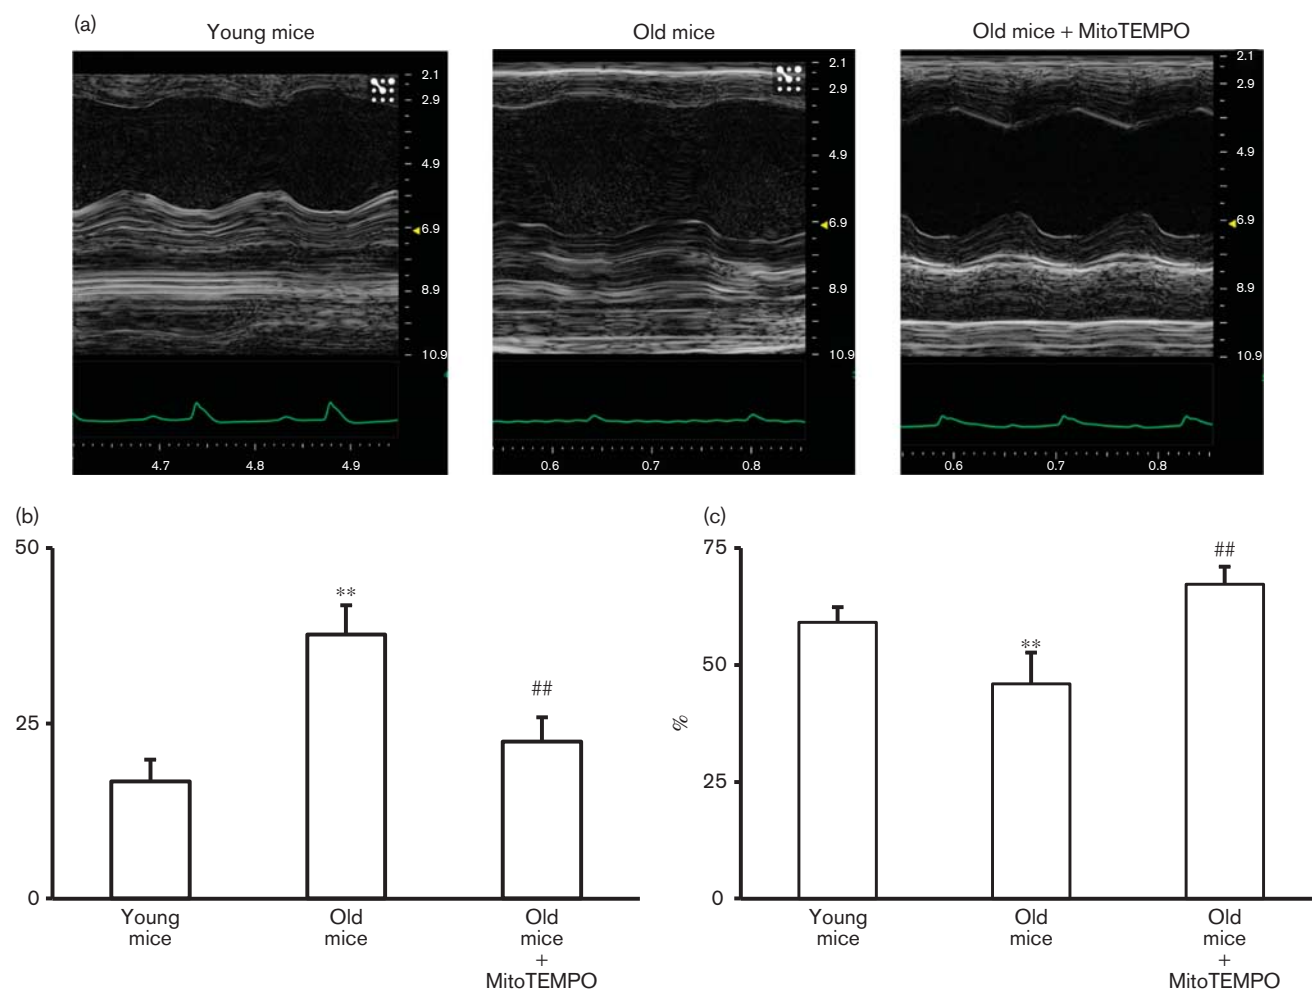 (a)
Young mice
Old mice
Old mice + MitoTEMPO
2.1
2.9
4.9
6.9
8.9
10.9
4.7 4.8 4.9
2.1
2.9
4.9
6.9
8.9
10.9
0.6 0.7 0.8
2.1
2.9
4.9
6.9
8.9
10.9
0.6 0.7 0.8
(b)
50
25
0
**
##
Young
mice
Old
mice
Old
mice
+
MitoTEMPO
(c)
75
50
25
0
%
**
##
Young
mice
Old
mice
Old
mice
+
MitoTEMPO